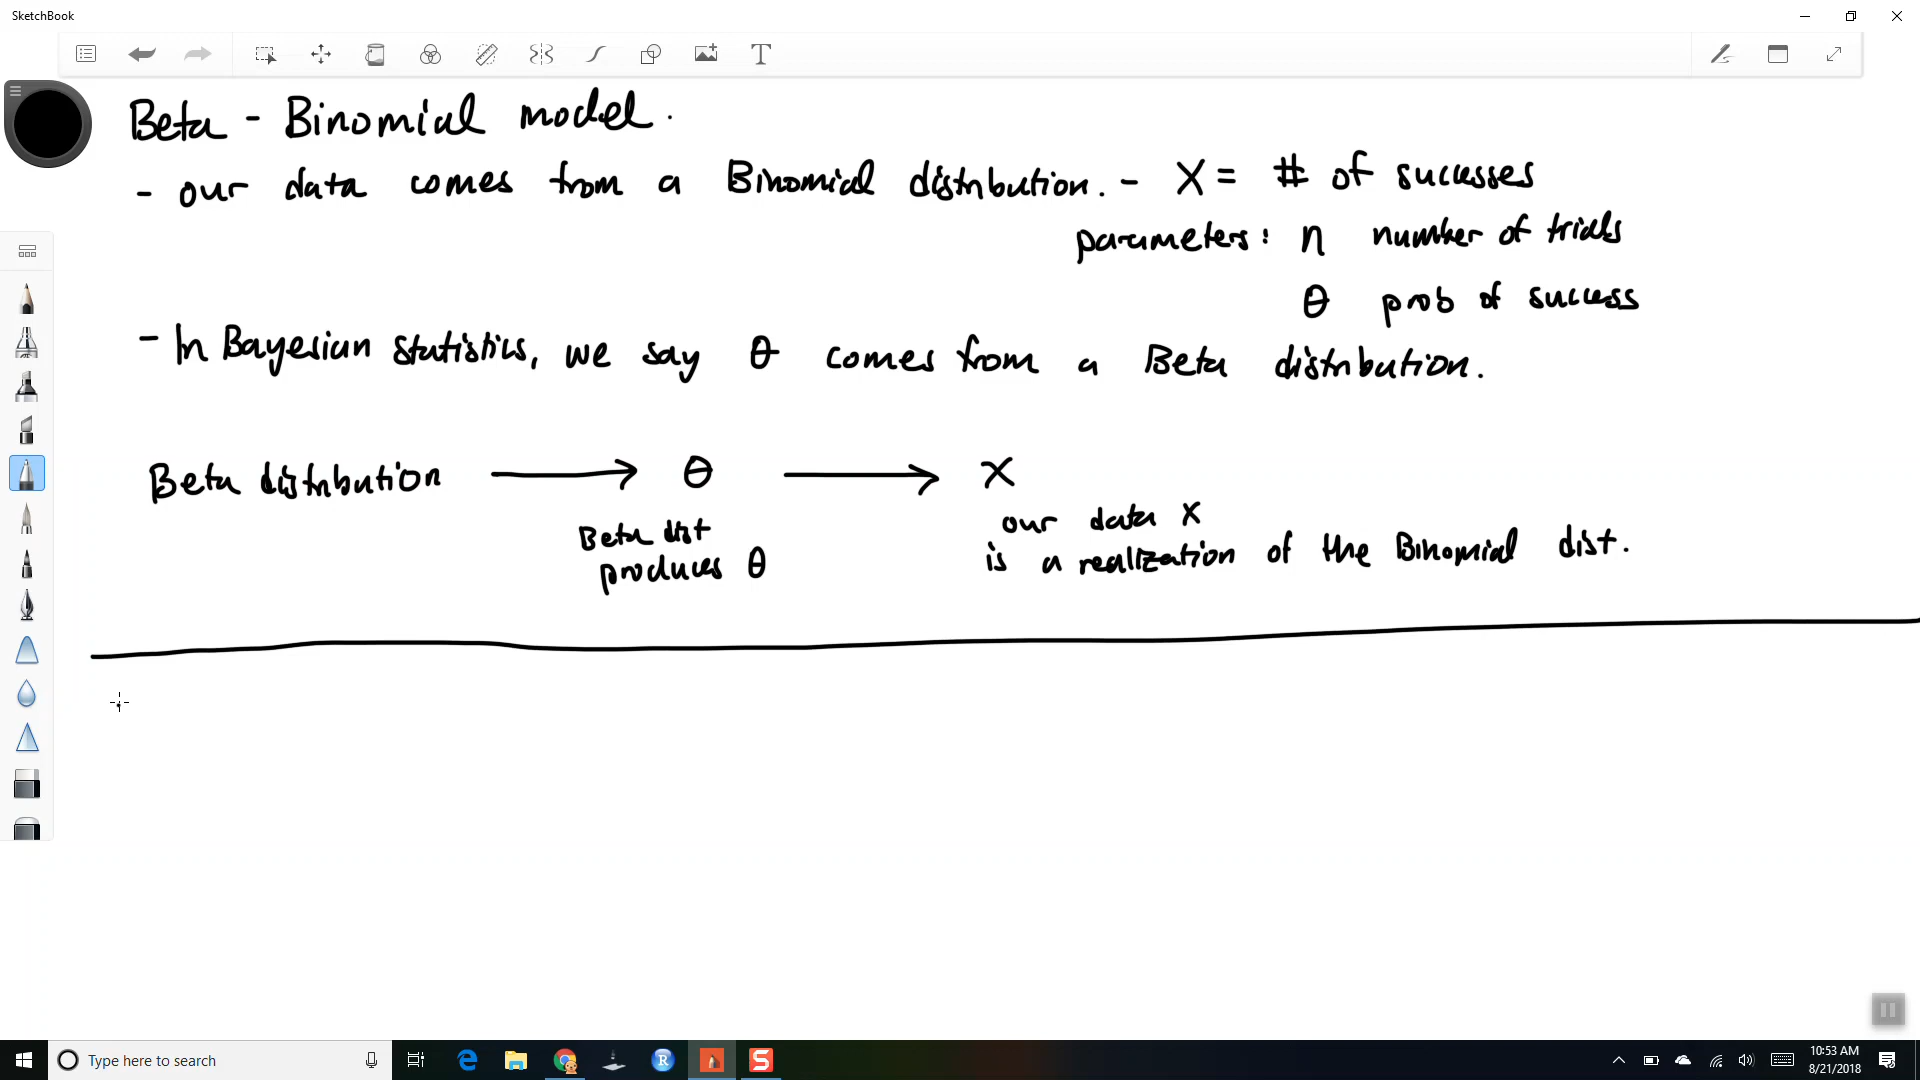 SketchBook
Beta - Binomial model.
- our data comes from a Binomial distribution. - X = # of successes
parameters: n number of trials
θ prob of success
- In Bayesian statistics, we say θ comes from a Beta distribution.
Beta distribution → θ → X
Beta dist
produces θ
our data X
is a realization of the Binomial dist.
Type here to search
10:53 AM
8/21/2018